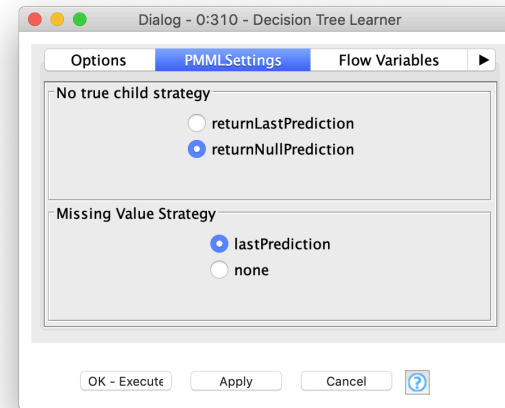 Dialog - 0:310 - Decision Tree Learner
Options PMMLSettings Flow Variables
No true child strategy
returnLastPrediction
returnNullPrediction
Missing Value Strategy
lastPrediction
none
OK - Execute Apply Cancel ?